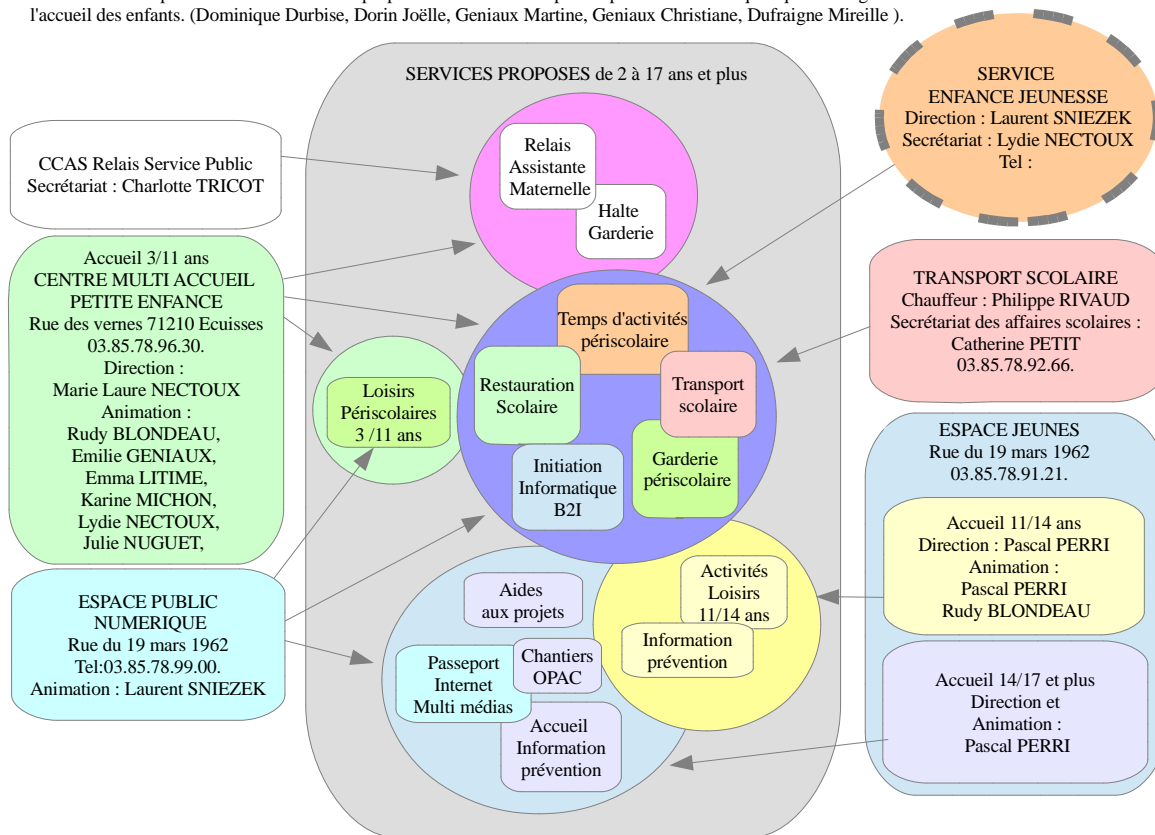 l'accueil des enfants. (Dominique Durbise, Dorin Joëlle, Geniaux Martine, Geniaux Christiane, Dufraigne Mireille ).
SERVICES PROPOSES de 2 à 17 ans et plus
SERVICE
ENFANCE JEUNESSE
Direction : Laurent SNIEZEK
Secrétariat : Lydie NECTOUX
Tel :
CCAS Relais Service Public
Secrétariat : Charlotte TRICOT
Relais
Assistante
Maternelle
Halte
Garderie
Accueil 3/11 ans
CENTRE MULTI ACCUEIL
PETITE ENFANCE
Rue des vernes 71210 Ecuisses
03.85.78.96.30.
Direction :
Marie Laure NECTOUX
Animation :
Rudy BLONDEAU,
Emilie GENIAUX,
Emma LITIME,
Karine MICHON,
Lydie NECTOUX,
Julie NUGUET,
TRANSPORT SCOLAIRE
Chauffeur : Philippe RIVAUD
Secrétariat des affaires scolaires :
Catherine PETIT
03.85.78.92.66.
Temps d'activités
périscolaire
Restauration
Scolaire
Transport
scolaire
Loisirs
Périscolaires
3 /11 ans
Initiation
Informatique
B2I
Garderie
périscolaire
ESPACE JEUNES
Rue du 19 mars 1962
03.85.78.91.21.
Accueil 11/14 ans
Direction : Pascal PERRI
Animation :
Pascal PERRI
Rudy BLONDEAU
Accueil 14/17 et plus
Direction et
Animation :
Pascal PERRI
ESPACE PUBLIC
NUMERIQUE
Rue du 19 mars 1962
Tel:03.85.78.99.00.
Animation : Laurent SNIEZEK
Aides
aux projets
Activités
Loisirs
11/14 ans
Information
prévention
Passeport
Internet
Multi médias
Chantiers
OPAC
Accueil
Information
prévention